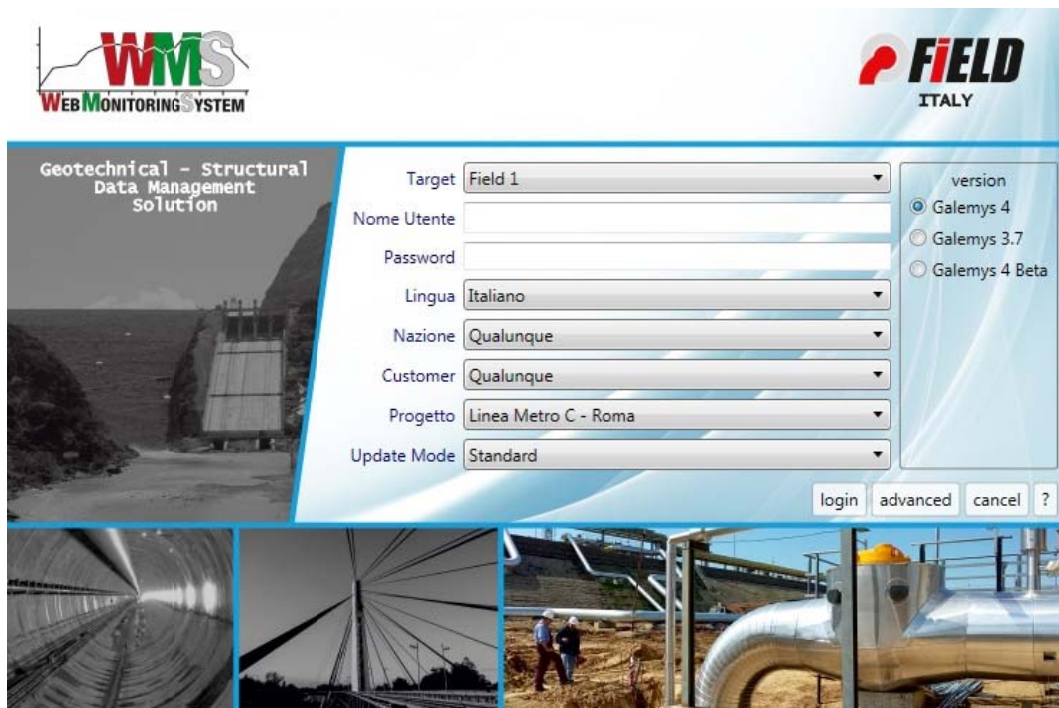 WMS
WEB MONITORING SYSTEM
FiELD
ITALY
Geotechnical - Structural
Data Management
Solution
Target Field 1
Nome Utente
Password
Lingua Italiano
Nazione Qualunque
Customer Qualunque
Progetto Linea Metro C - Roma
Update Mode Standard
version
Galemys 4
Galemys 3.7
Galemys 4 Beta
login advanced cancel ?